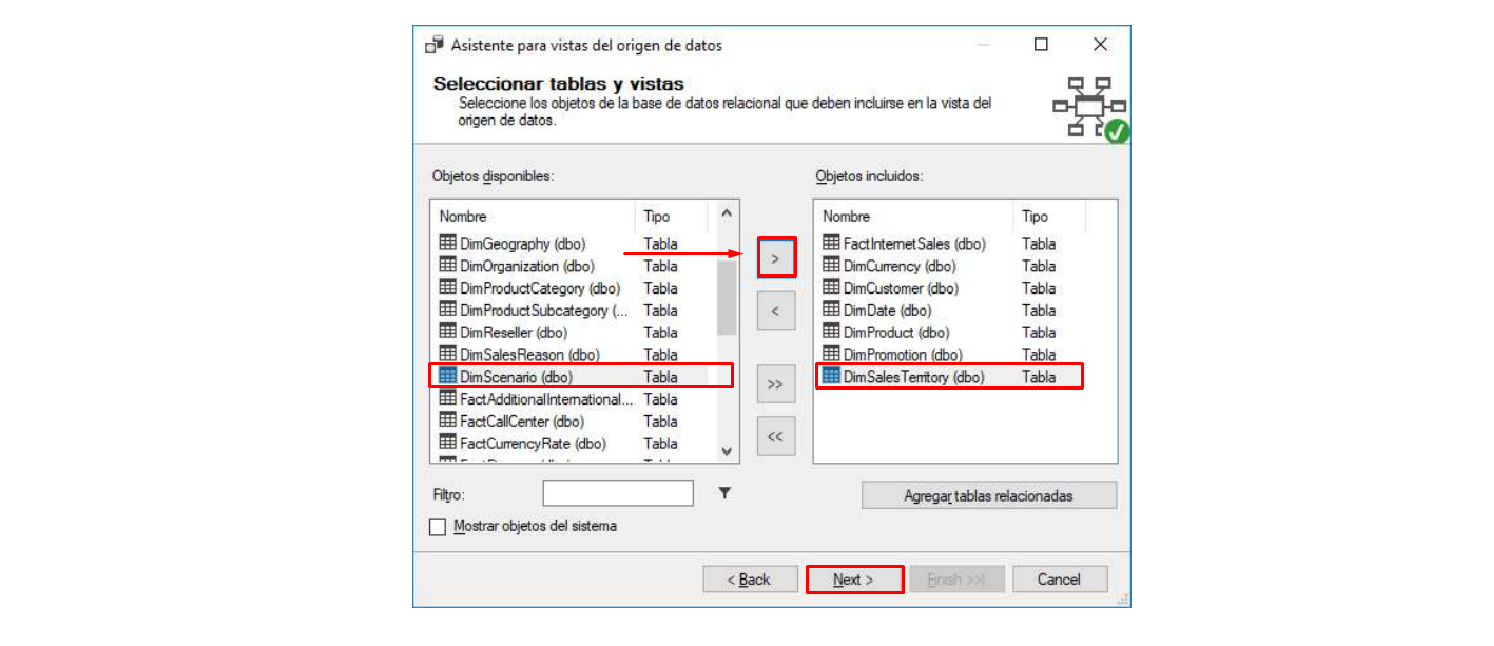 Asistente para vistas del origen de datos
Seleccionar tablas y vistas
Seleccione los objetos de la base de datos relacional que deben incluirse en la vista del
origen de datos.
Objetos disponibles:
Nombre Tipo
DimGeography (dbo) Tabla
DimOrganization (dbo) Tabla
DimProductCategory (dbo) Tabla
DimProductSubcategory (... Tabla
DimReseller (dbo) Tabla
DimSalesReason (dbo) Tabla
DimScenario (dbo) Tabla
FactAdditionalInternational... Tabla
FactCallCenter (dbo) Tabla
FactCurrencyRate (dbo) Tabla
>
<
>>
<<
Objetos incluidos:
Nombre Tipo
FactInternetSales (dbo) Tabla
DimCurrency (dbo) Tabla
DimCustomer (dbo) Tabla
DimDate (dbo) Tabla
DimProduct (dbo) Tabla
DimPromotion (dbo) Tabla
DimSalesTerritory (dbo) Tabla
Filtro:
Agregar tablas relacionadas
Mostrar objetos del sistema
< Back Next > Finish >>| Cancel